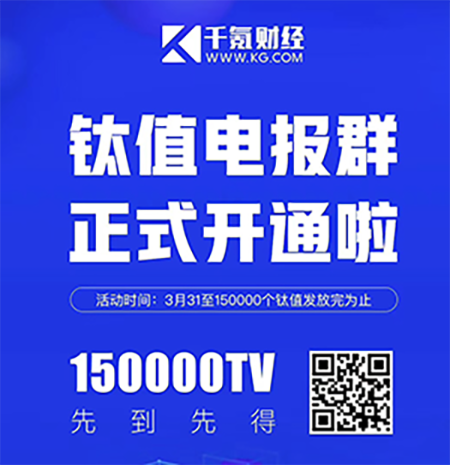 千氪财经
WWW.KG.COM
钛值电报群
正式开通啦
活动时间：3月31至150000个钛值发放完为止
150000TV
先到先得